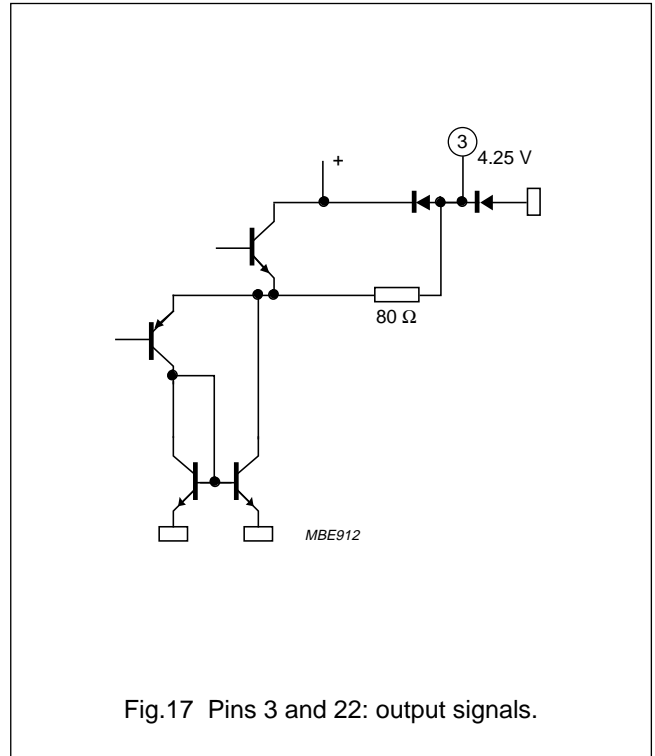 3
+
4.25 V
80 Ω
MBE912
Fig.17 Pins 3 and 22: output signals.